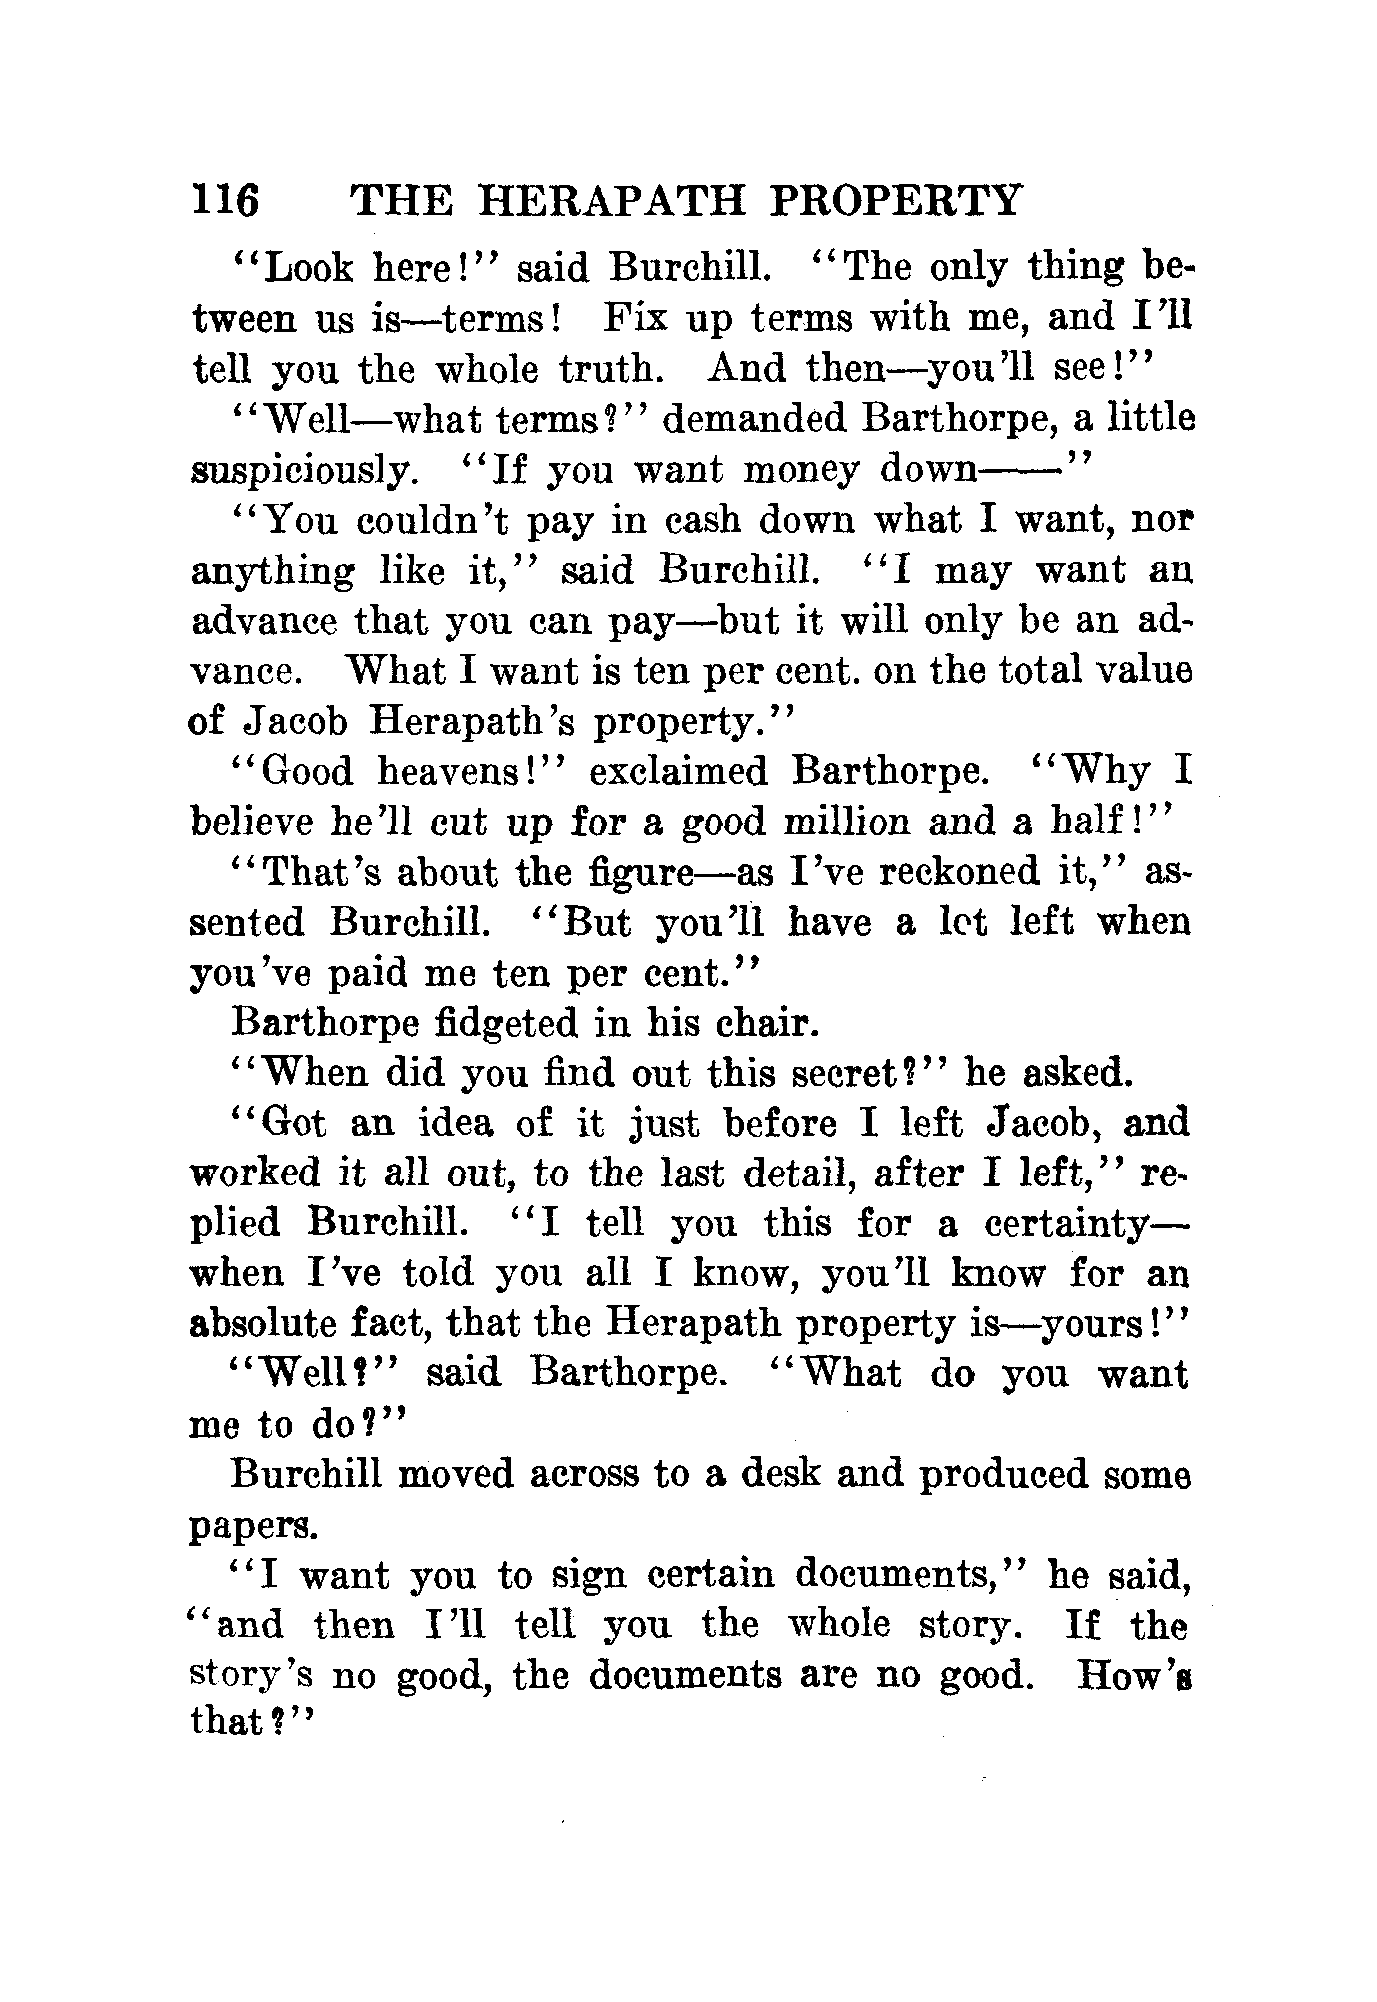 116 THE HERAPATH PROPERTY
“Look here!” said Burchill. “The only thing be-
tween us is—terms! Fix up terms with me, and I’ll
tell you the whole truth. And then—you’ll see!”
“Well—what terms?” demanded Barthorpe, a little
suspiciously. “If you want money down——”
“You couldn’t pay in cash down what I want, nor
anything like it,” said Burchill. “I may want an
advance that you can pay—but it will only be an ad-
vance. What I want is ten per cent. on the total value
of Jacob Herapath’s property.”
“Good heavens!” exclaimed Barthorpe. “Why I
believe he’ll cut up for a good million and a half!”
“That’s about the figure—as I’ve reckoned it,” as-
sented Burchill. “But you’ll have a lot left when
you’ve paid me ten per cent.”
Barthorpe fidgeted in his chair.
“When did you find out this secret?” he asked.
“Got an idea of it just before I left Jacob, and
worked it all out, to the last detail, after I left,” re-
plied Burchill. “I tell you this for a certainty—
when I’ve told you all I know, you’ll know for an
absolute fact, that the Herapath property is—yours!”
“Well?” said Barthorpe. “What do you want
me to do?”
Burchill moved across to a desk and produced some
papers.
“I want you to sign certain documents,” he said,
“and then I’ll tell you the whole story. If the
story’s no good, the documents are no good. How’s
that?”